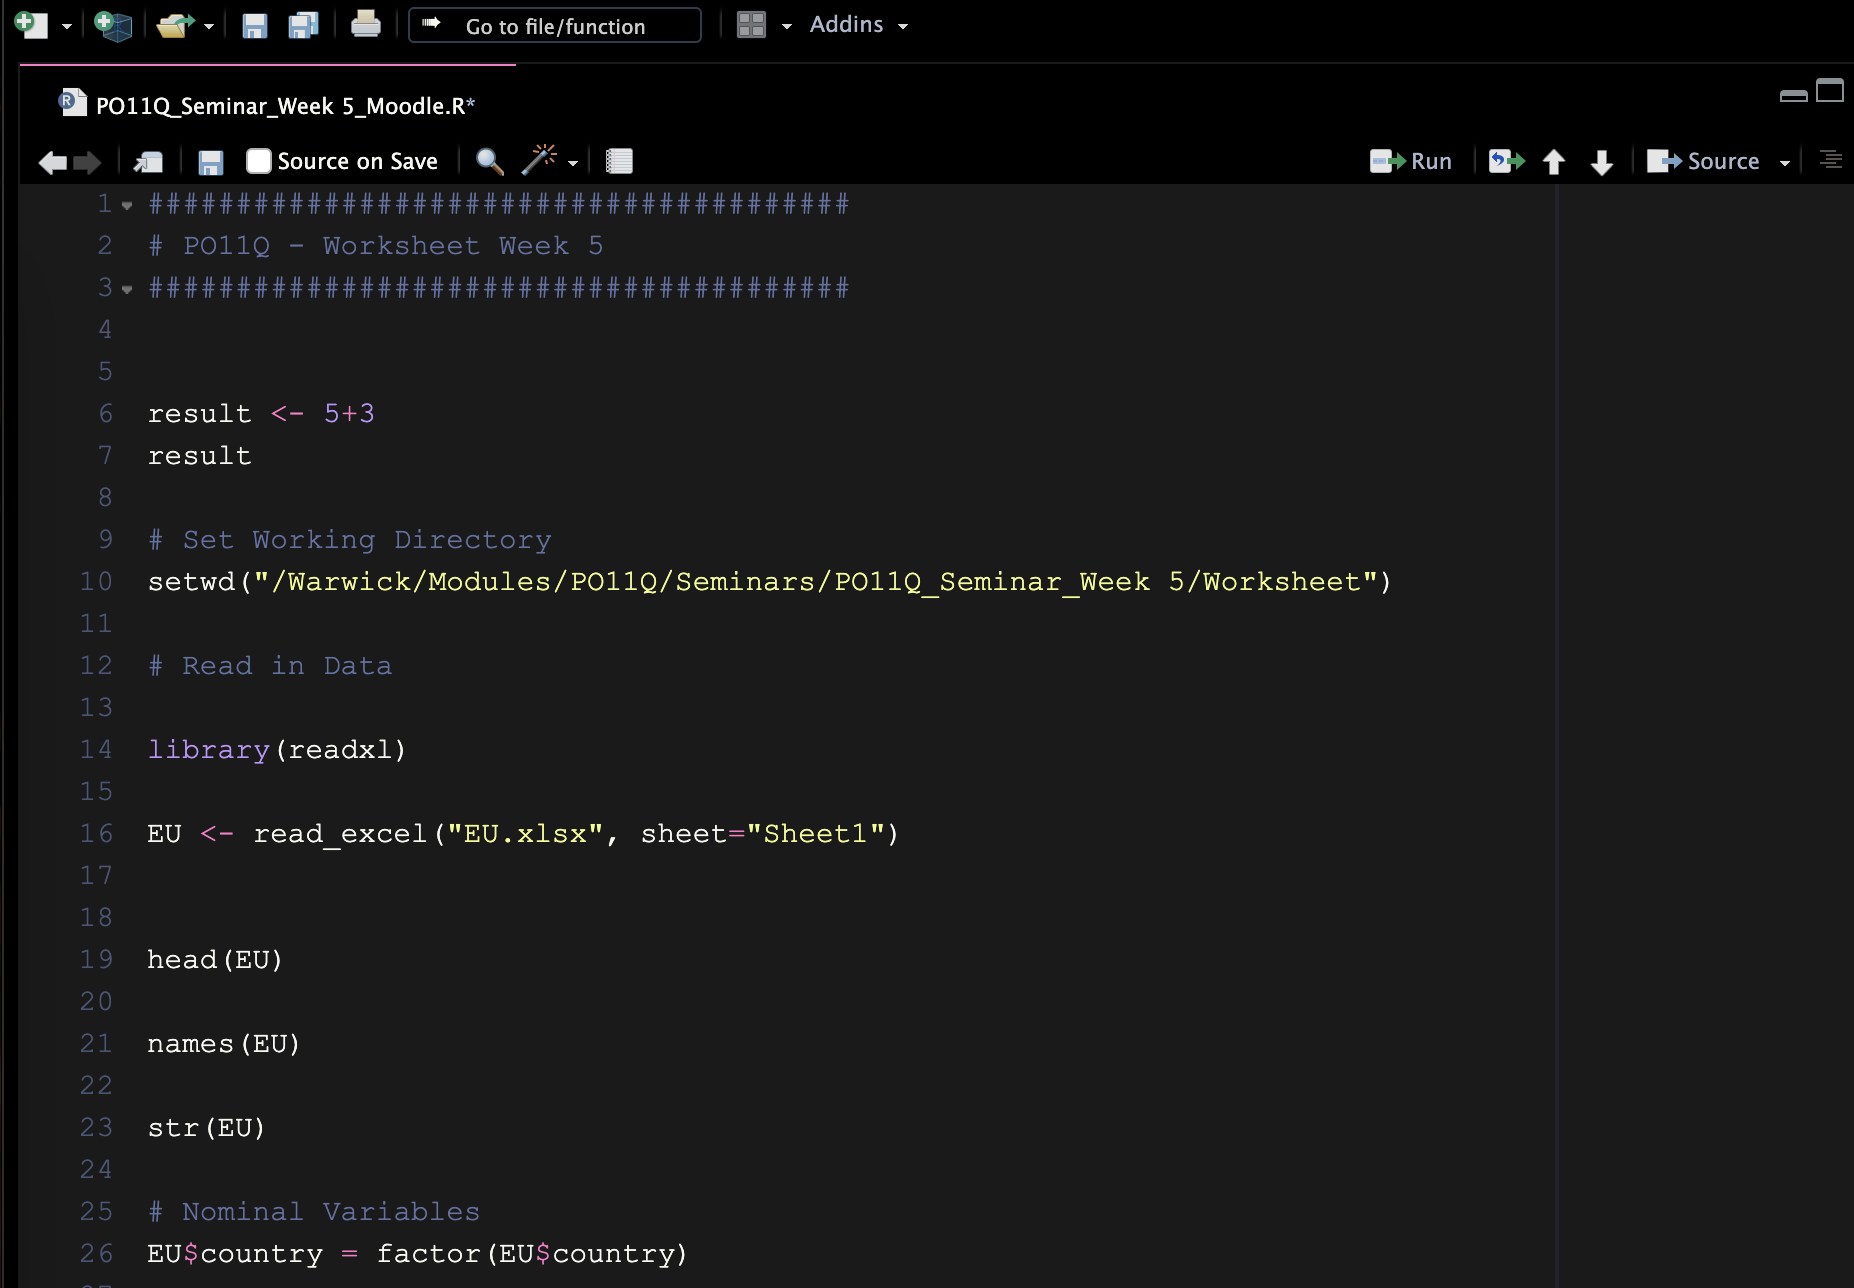 Go to file/function
Addins
PO11Q_Seminar_Week 5_Moodle.R*
Source on Save
Run
Source
1 ########################################
2 # PO11Q - Worksheet Week 5
3 ########################################
4
5
6 result <- 5+3
7 result
8
9 # Set Working Directory
10 setwd("/Warwick/Modules/PO11Q/Seminars/PO11Q_Seminar_Week 5/Worksheet")
11
12 # Read in Data
13
14 library(readxl)
15
16 EU <- read_excel("EU.xlsx", sheet="Sheet1")
17
18
19 head(EU)
20
21 names(EU)
22
23 str(EU)
24
25 # Nominal Variables
26 EU$country = factor(EU$country)